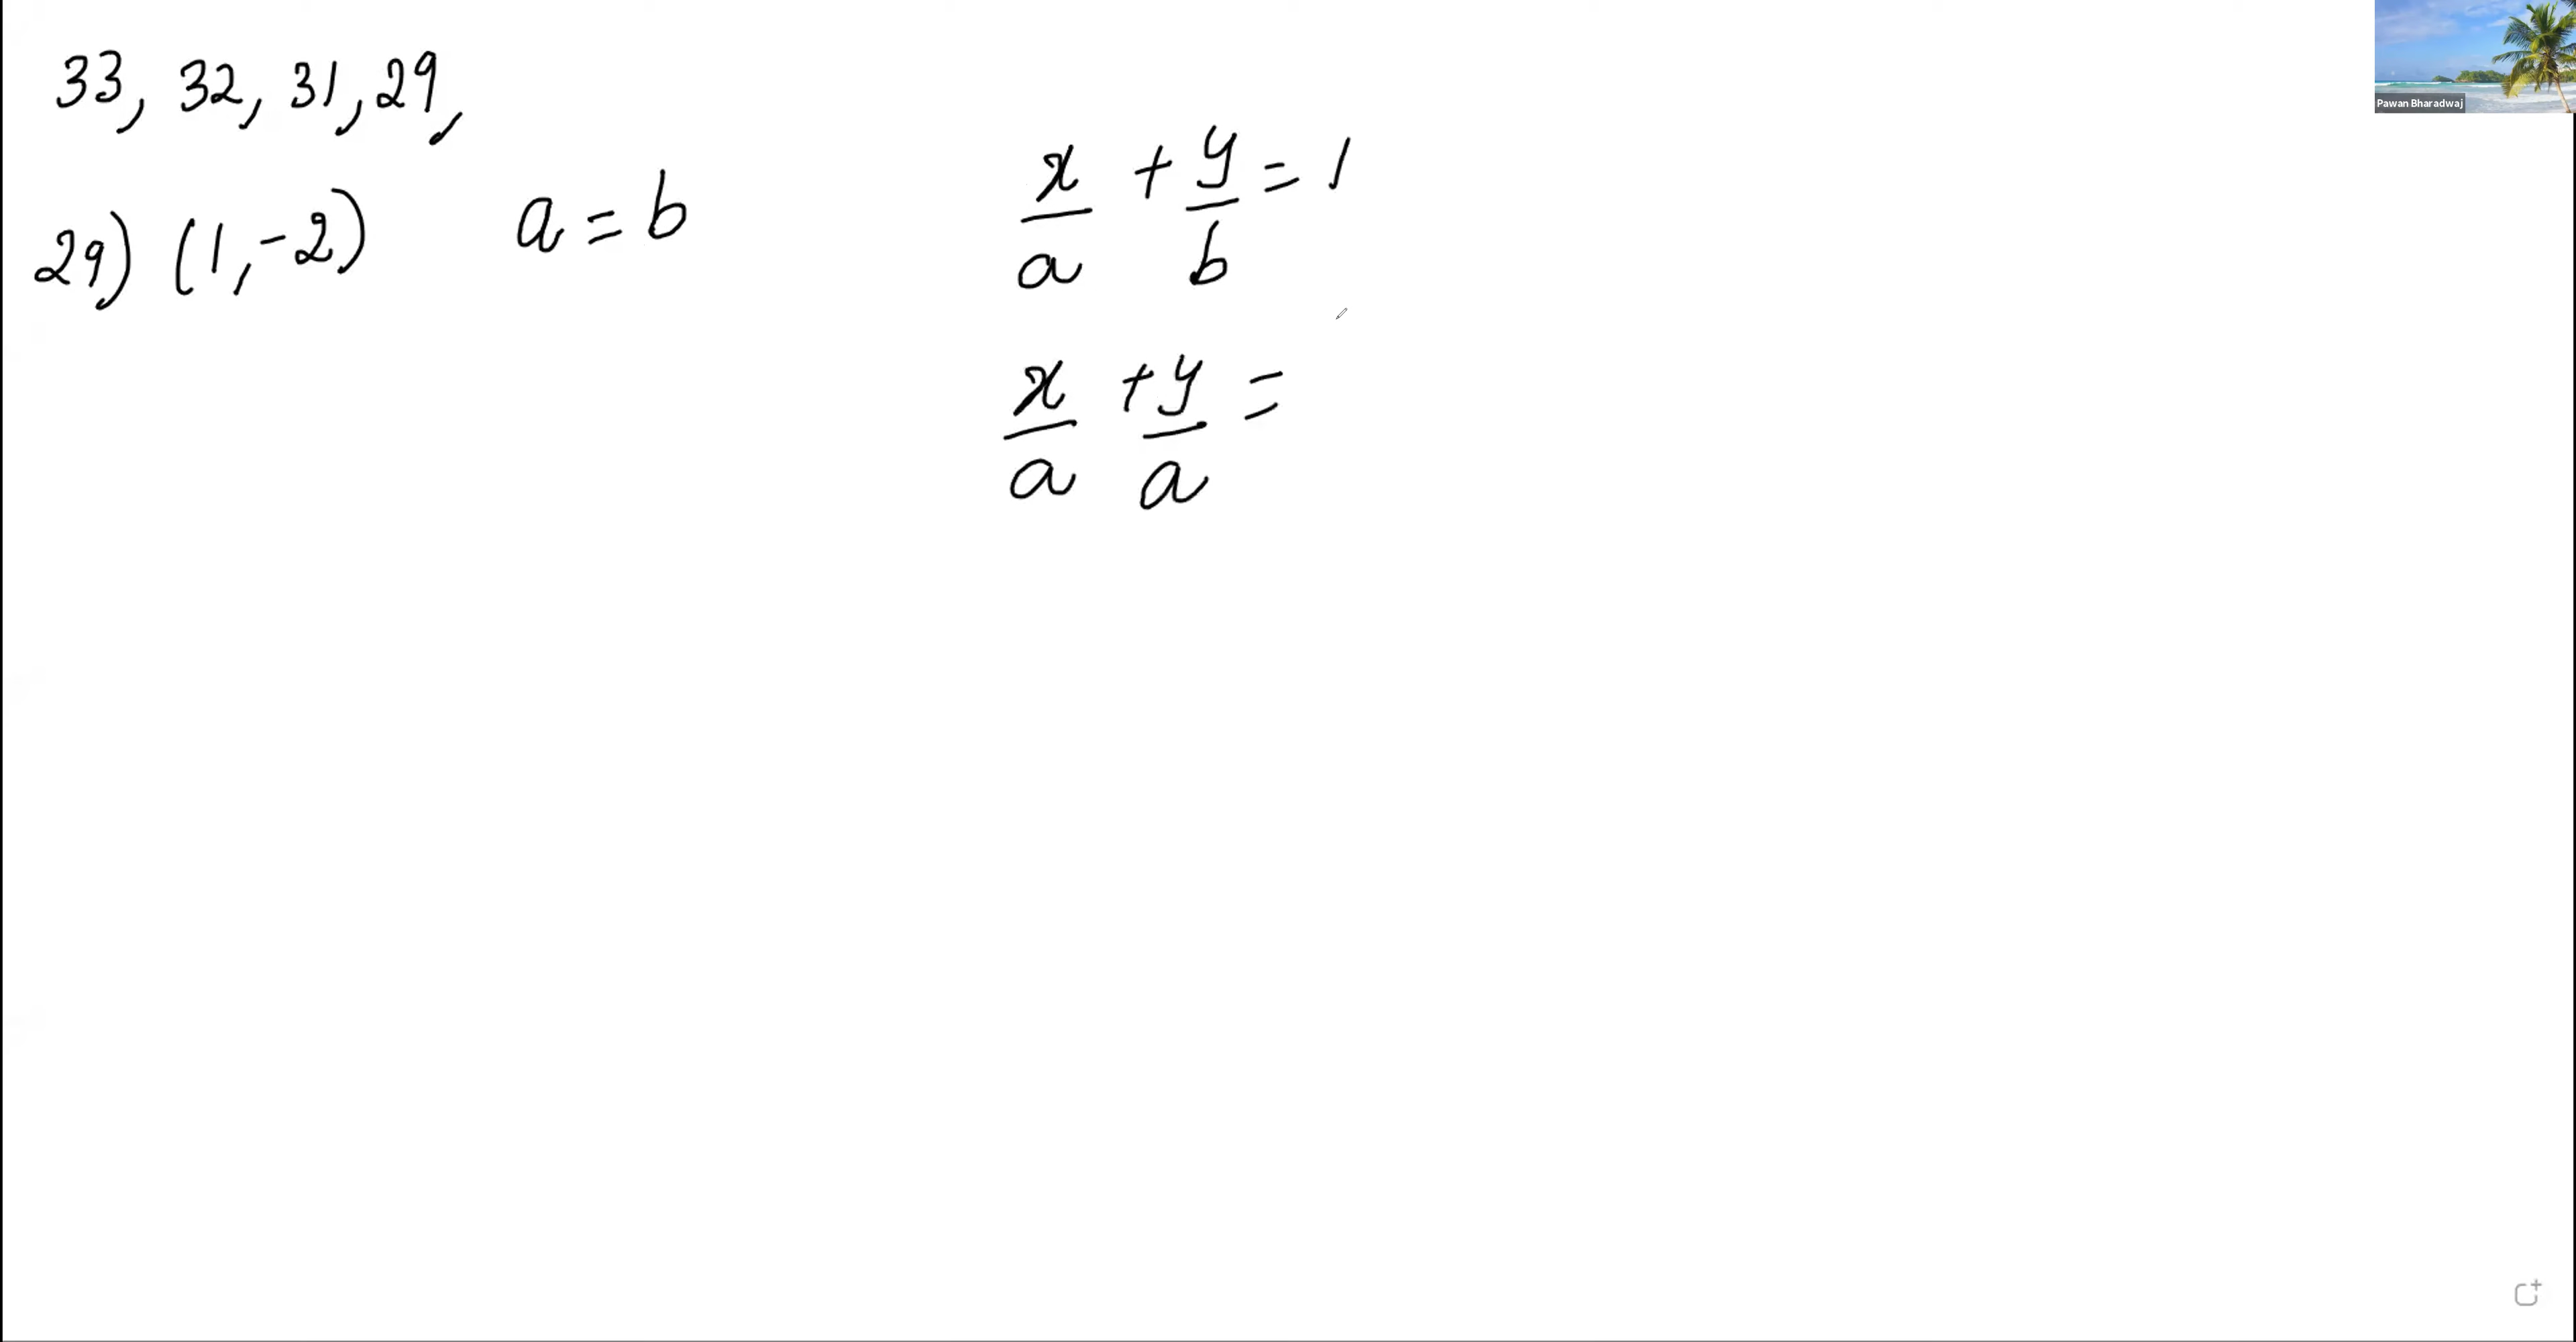 33, 32, 31, 29,
29) (1, -2) a = b
x/a + y/b = 1
x/a + y/a =
Pawan Bharadwaj